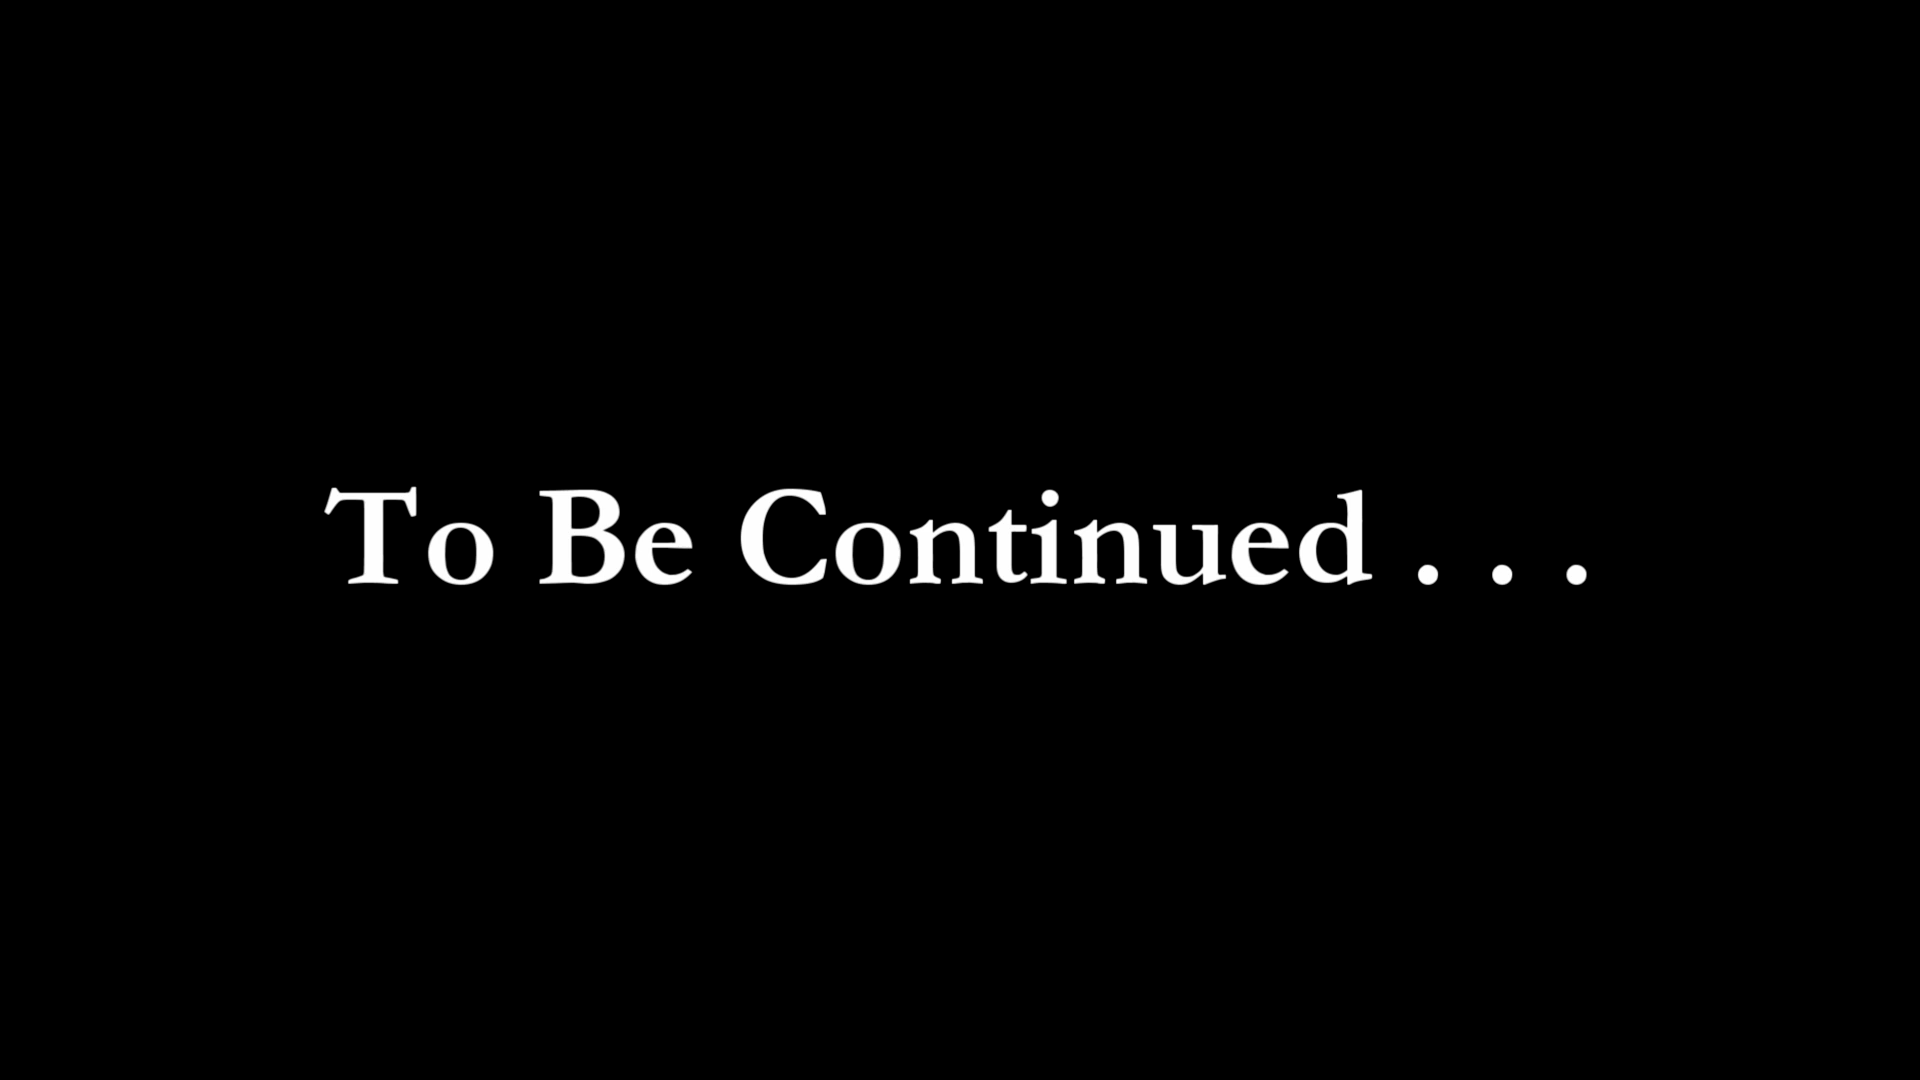 To Be Continued . . .